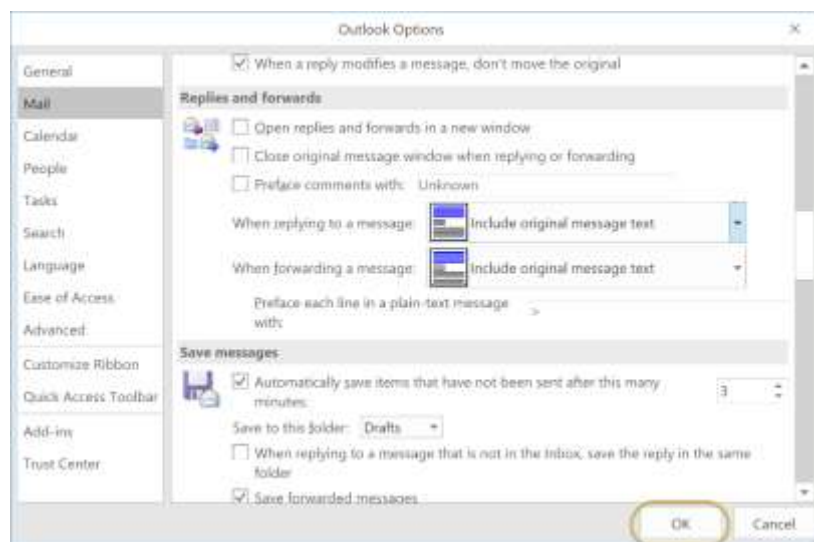 Outlook Options
When a reply modifies a message, don't move the original
General
Mail
Calendar
People
Tasks
Search
Language
Ease of Access
Advanced
Customize Ribbon
Quick Access Toolbar
Add-ins
Trust Center
Replies and forwards
Open replies and forwards in a new window
Close original message window when replying or forwarding
Preface comments with: Unknown
When replying to a message: Include original message text
When forwarding a message: Include original message text
Preface each line in a plain-text message
with: >
Save messages
Automatically save items that have not been sent after this many 3
minutes:
Save to this folder: Drafts
When replying to a message that is not in the Inbox, save the reply in the same
folder
Save forwarded messages
OK Cancel